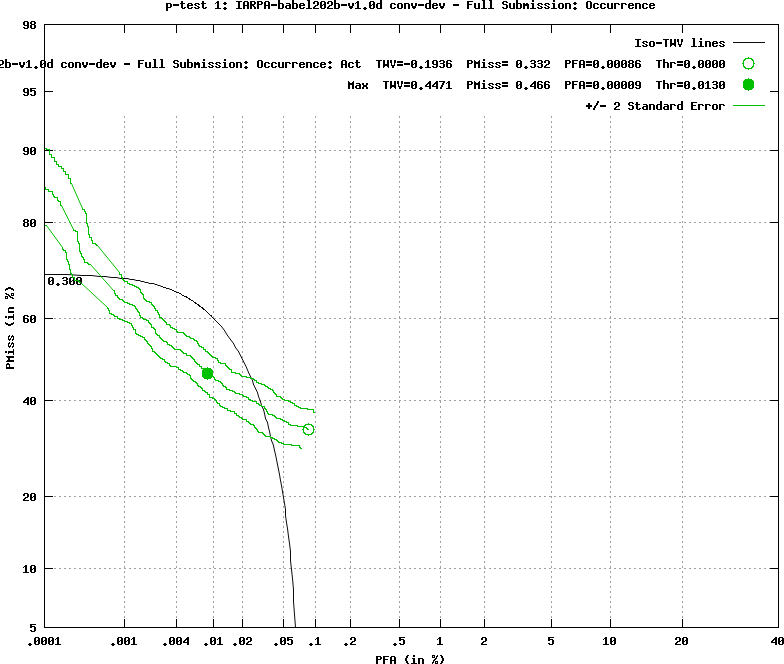 p-test 1: IARPA-babel202b-v1.0d conv-dev - Full Submission: Occurrence
98
Iso-TWV lines
2b-v1.0d conv-dev - Full Submission: Occurrence: Act TWV=-0.1936 PMiss= 0.332 PFA=0.00086 Thr=0.0000
Max TWV=0.4471 PMiss= 0.466 PFA=0.00009 Thr=0.0130
95
+/- 2 Standard Error
90
80
0.300
60
PMiss (in %)
40
20
10
5
.0001 .001 .004 .01 .02 .05 .1 .2 .5 1 2 5 10 20 40
PFA (in %)